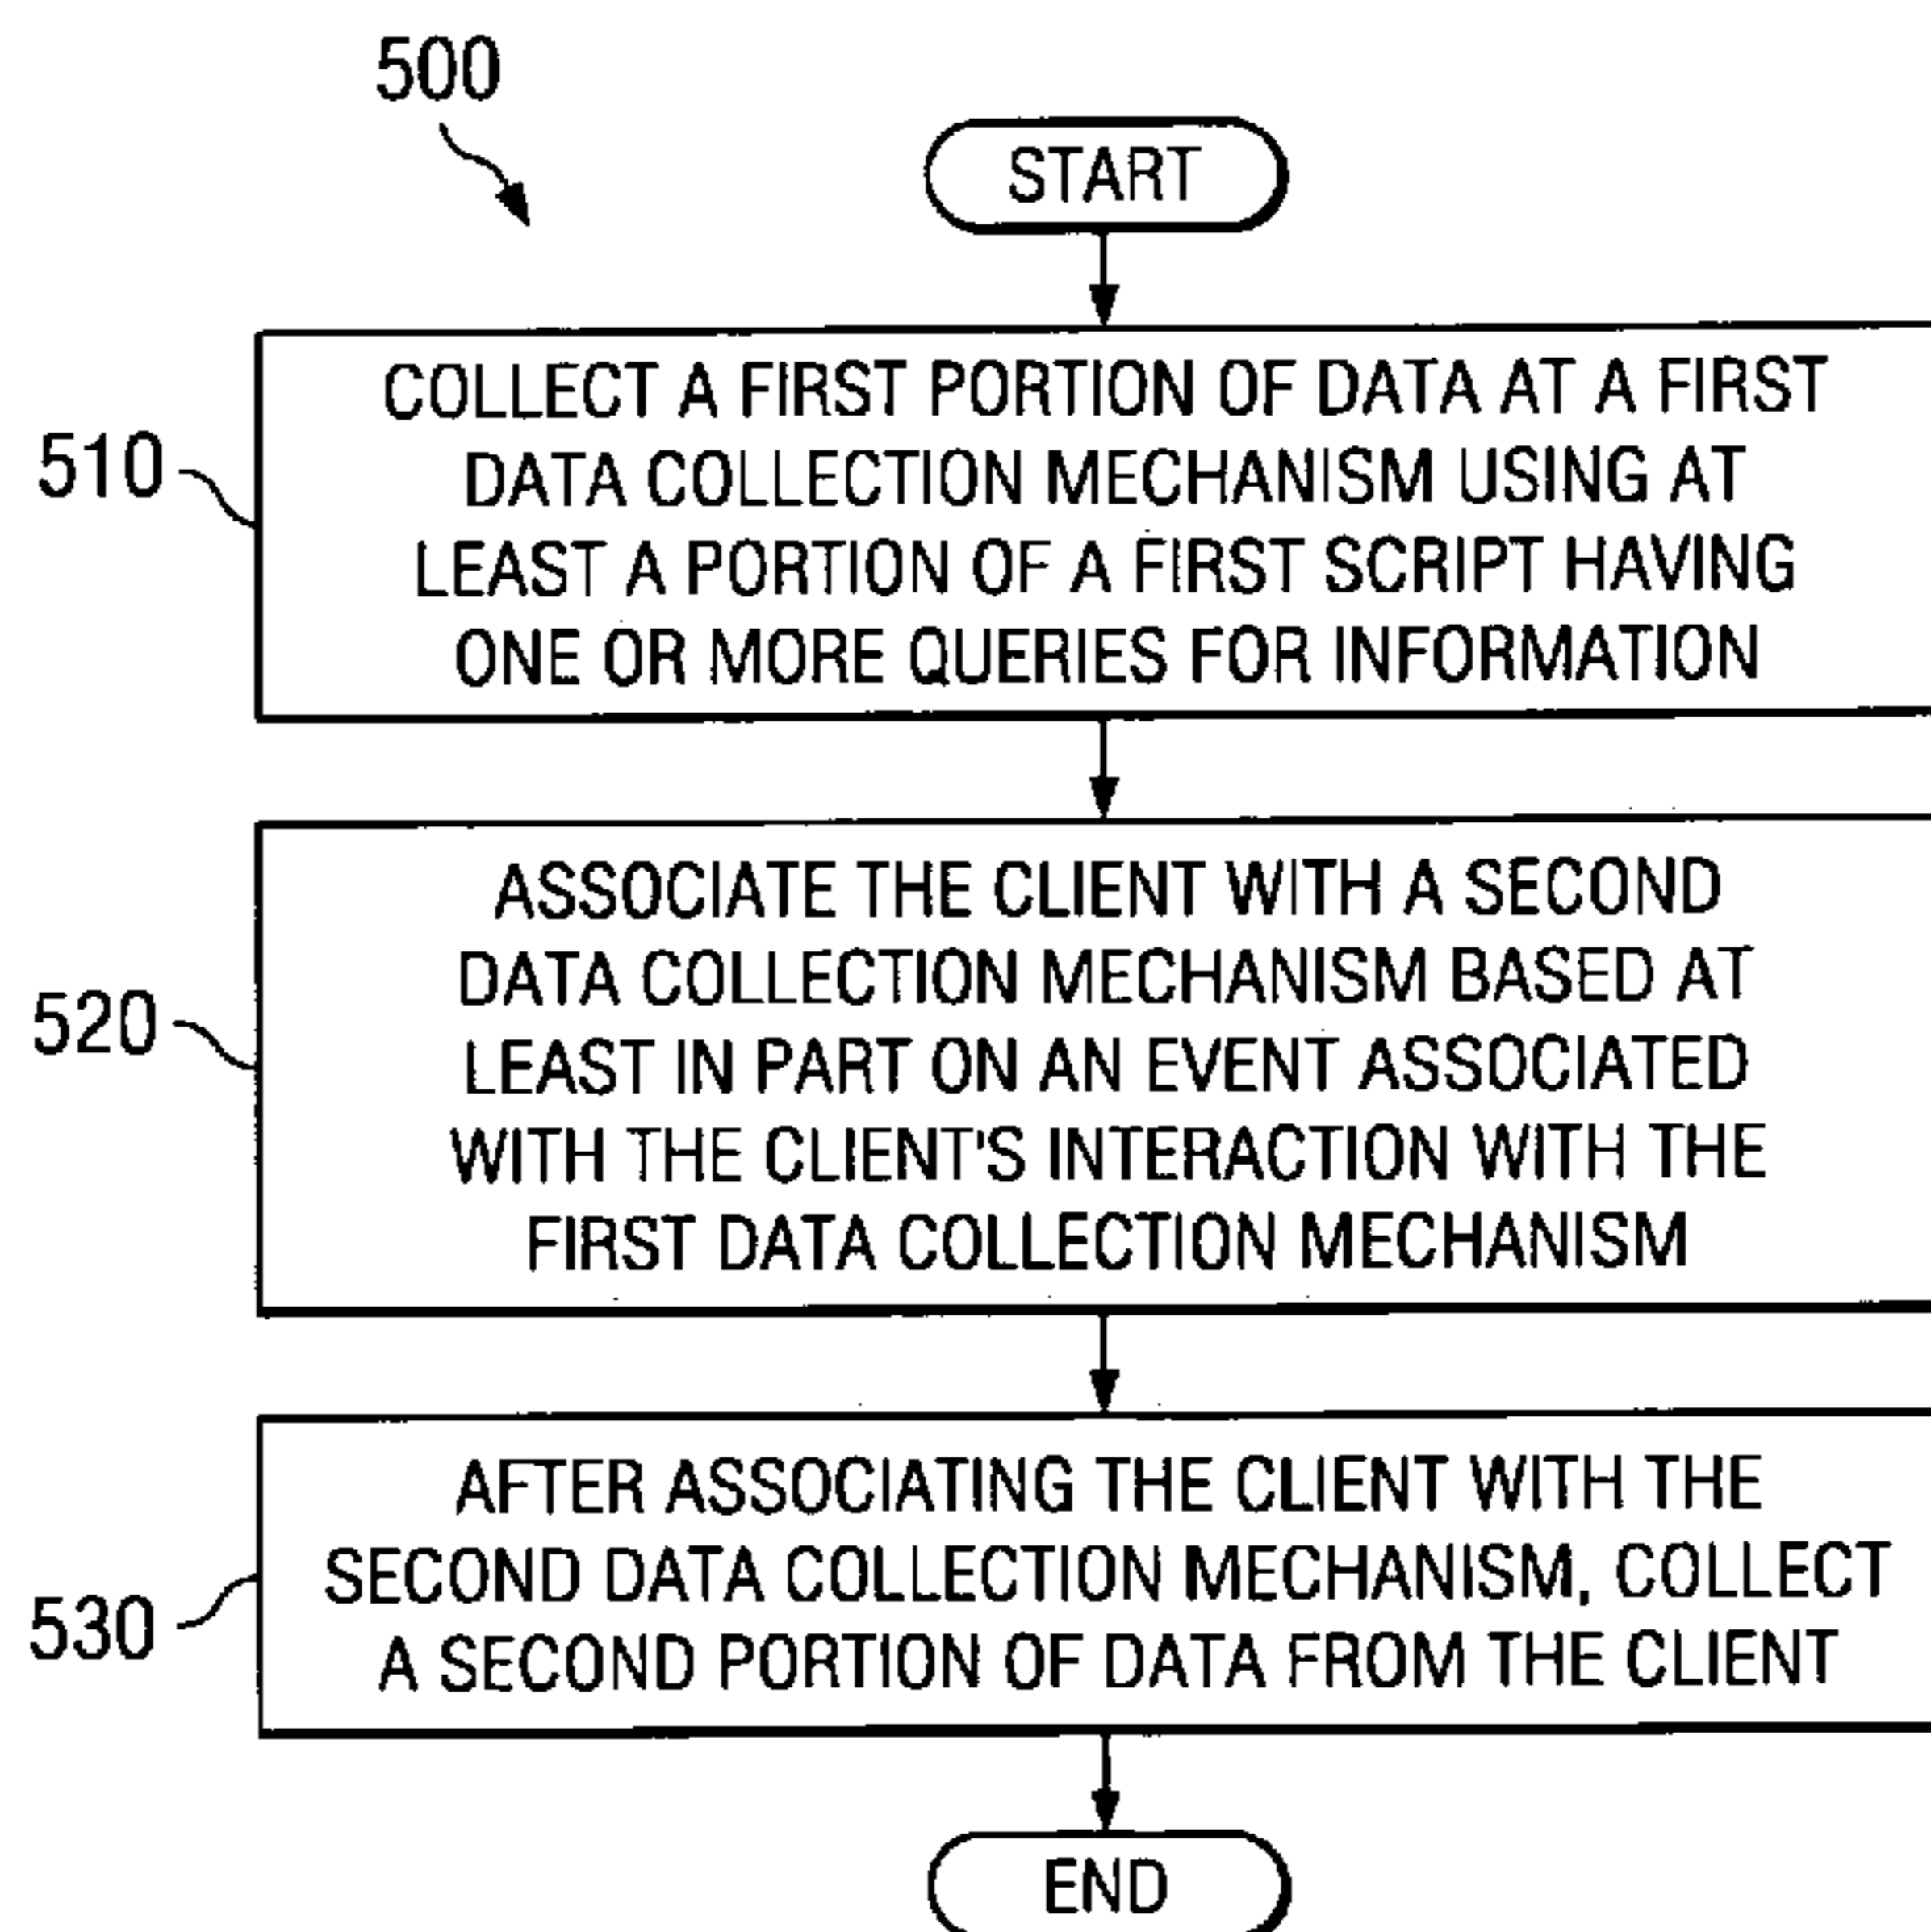 500
START
510
COLLECT A FIRST PORTION OF DATA AT A FIRST
DATA COLLECTION MECHANISM USING AT
LEAST A PORTION OF A FIRST SCRIPT HAVING
ONE OR MORE QUERIES FOR INFORMATION
520
ASSOCIATE THE CLIENT WITH A SECOND
DATA COLLECTION MECHANISM BASED AT
LEAST IN PART ON AN EVENT ASSOCIATED
WITH THE CLIENT'S INTERACTION WITH THE
FIRST DATA COLLECTION MECHANISM
530
AFTER ASSOCIATING THE CLIENT WITH THE
SECOND DATA COLLECTION MECHANISM, COLLECT
A SECOND PORTION OF DATA FROM THE CLIENT
END